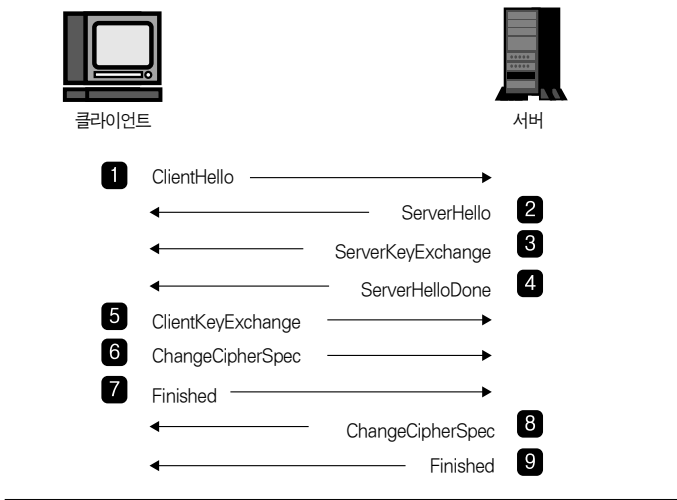 클라이언트
서버
1 ClientHello
ServerHello 2
ServerKeyExchange 3
ServerHelloDone 4
5 ClientKeyExchange
6 ChangeCipherSpec
7 Finished
ChangeCipherSpec 8
Finished 9